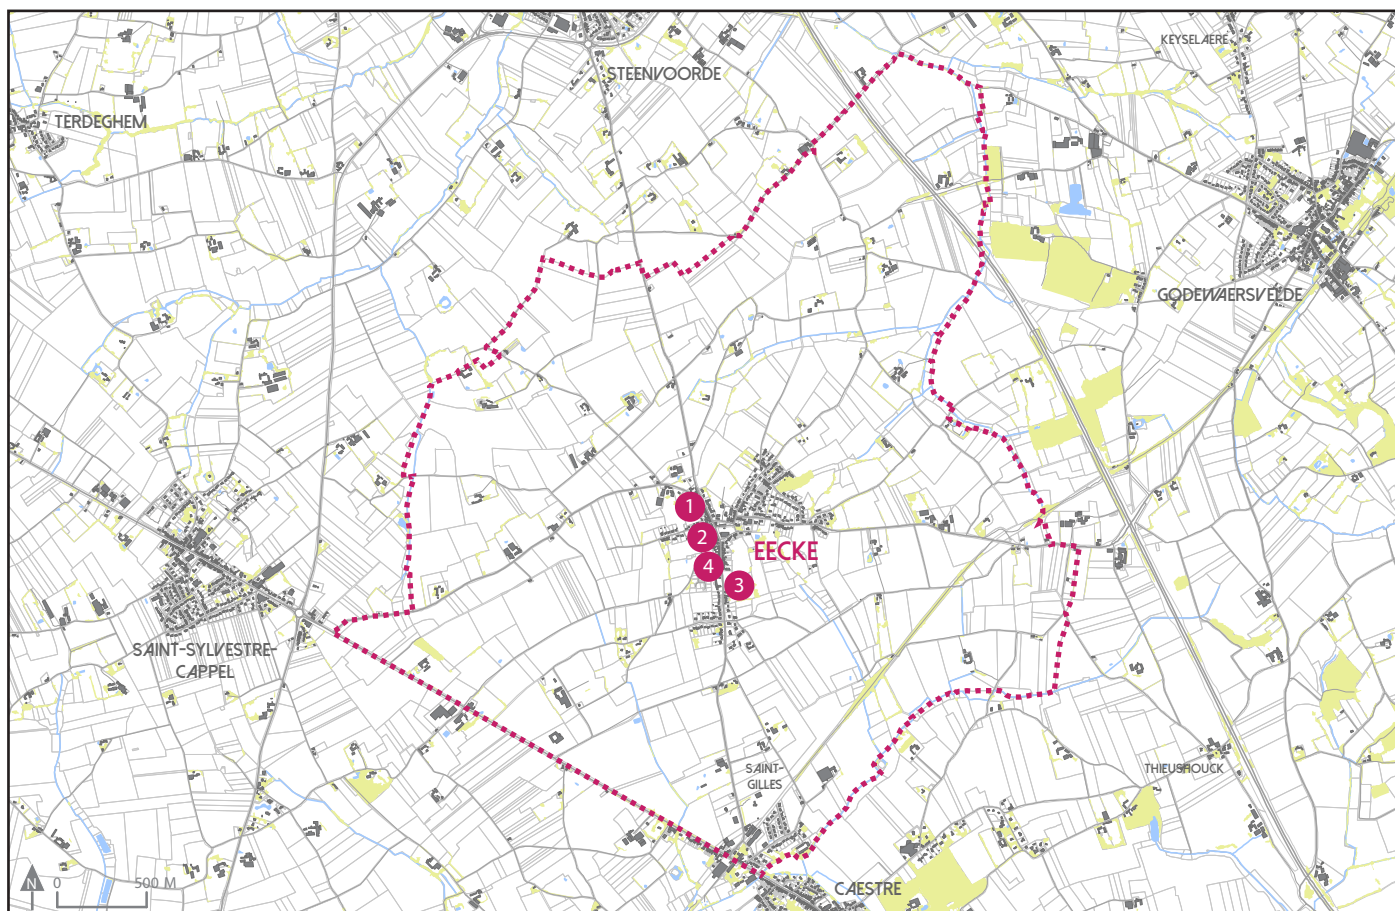 KEYSELAERE
STEENVOORDE
TERDEGHEM
GODEWAERSVELDE
1
2
EECKE
4
3
SAINT-SYLVESTRE-
CAPPEL
SAINT-
GILLES
THIEUSHOUCK
N 0 500 M
CAESTRE